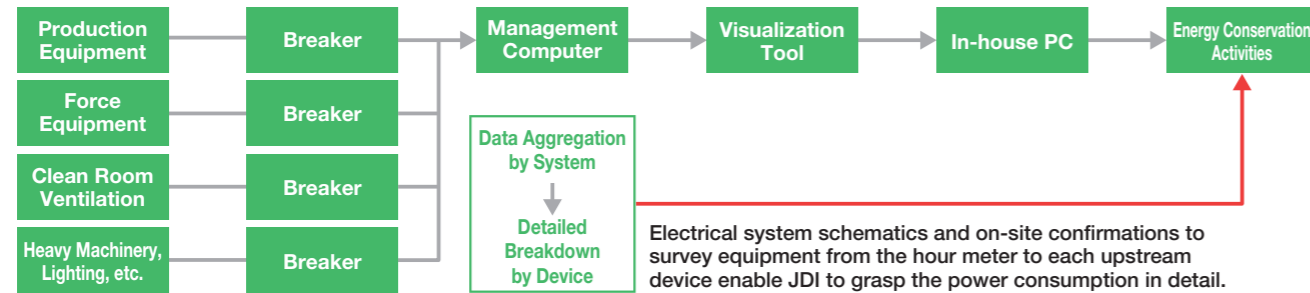 Production
Equipment
Breaker
Management
Computer
Visualization
Tool
In-house PC
Energy Conservation
Activities
Force
Equipment
Breaker
Clean Room
Ventilation
Breaker
Heavy Machinery,
Lighting, etc.
Breaker
Data Aggregation
by System
Detailed
Breakdown
by Device
Electrical system schematics and on-site confirmations to
survey equipment from the hour meter to each upstream
device enable JDI to grasp the power consumption in detail.